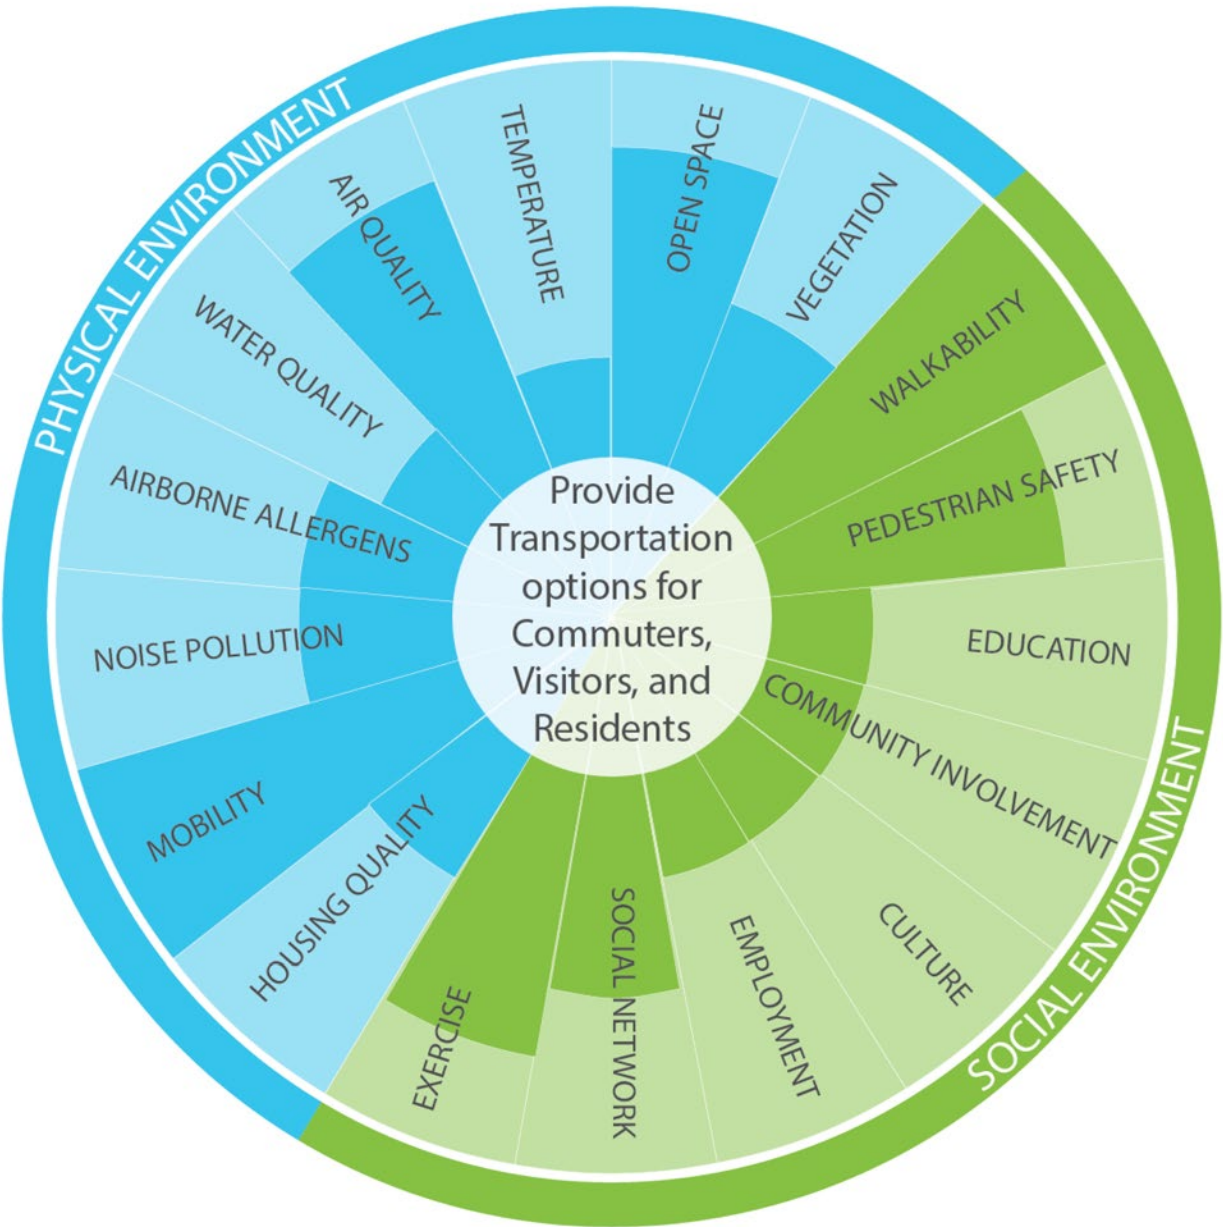 PHYSICAL ENVIRONMENT
TEMPERATURE
OPEN SPACE
VEGETATION
WALKABILITY
PEDESTRIAN SAFETY
EDUCATION
COMMUNITY INVOLVEMENT
CULTURE
EMPLOYMENT
SOCIAL NETWORK
EXERCISE
HOUSING QUALITY
MOBILITY
NOISE POLLUTION
AIRBORNE ALLERGENS
WATER QUALITY
AIR QUALITY
Provide
Transportation
options for
Commuters,
Visitors, and
Residents
SOCIAL ENVIRONMENT